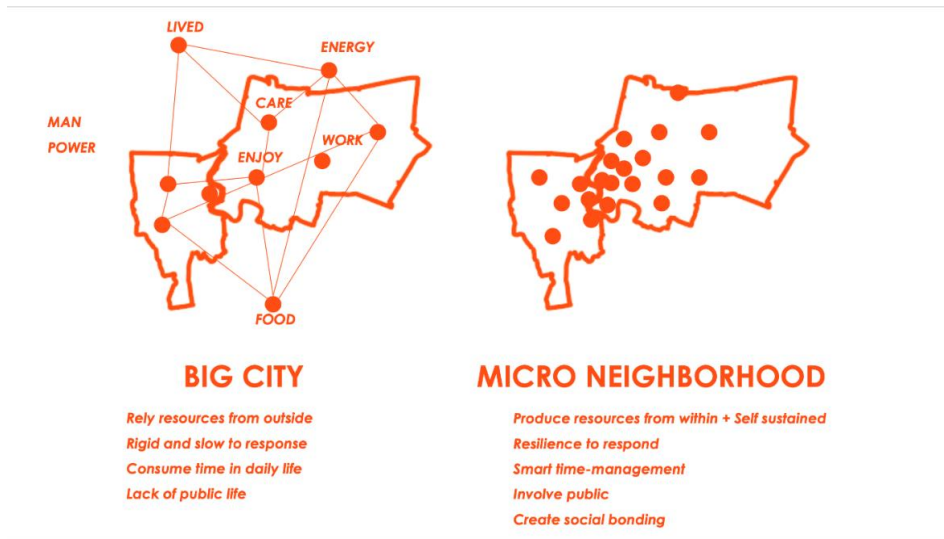 LIVED
ENERGY
CARE
MAN
POWER
WORK
ENJOY
FOOD
BIG CITY
Rely resources from outside
Rigid and slow to response
Consume time in daily life
Lack of public life
MICRO NEIGHBORHOOD
Produce resources from within + Self sustained
Resilience to respond
Smart time-management
Involve public
Create social bonding